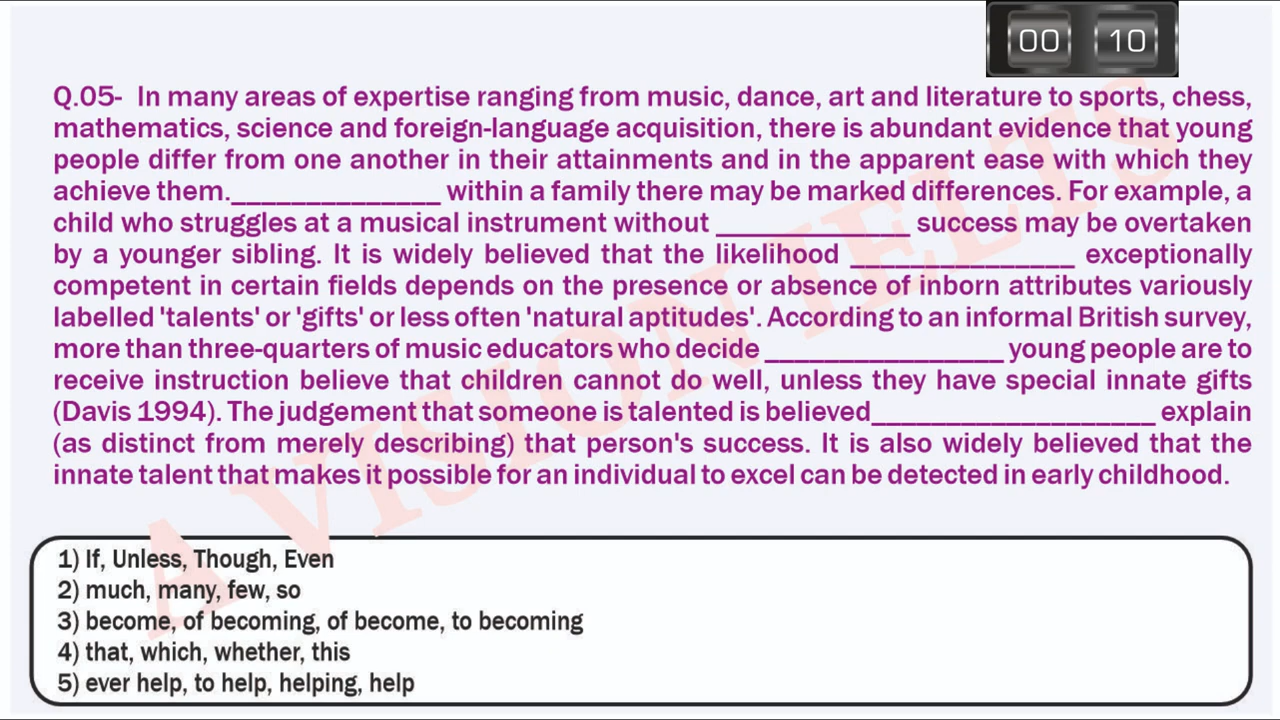 00 10
Q.05- In many areas of expertise ranging from music, dance, art and literature to sports, chess,
mathematics, science and foreign-language acquisition, there is abundant evidence that young
people differ from one another in their attainments and in the apparent ease with which they
achieve them.______________ within a family there may be marked differences. For example, a
child who struggles at a musical instrument without _____________ success may be overtaken
by a younger sibling. It is widely believed that the likelihood _______________ exceptionally
competent in certain fields depends on the presence or absence of inborn attributes variously
labelled 'talents' or 'gifts' or less often 'natural aptitudes'. According to an informal British survey,
more than three-quarters of music educators who decide ________________ young people are to
receive instruction believe that children cannot do well, unless they have special innate gifts
(Davis 1994). The judgement that someone is talented is believed___________________ explain
(as distinct from merely describing) that person's success. It is also widely believed that the
innate talent that makes it possible for an individual to excel can be detected in early childhood.
A VISION IELTS
1) If, Unless, Though, Even
2) much, many, few, so
3) become, of becoming, of become, to becoming
4) that, which, whether, this
5) ever help, to help, helping, help